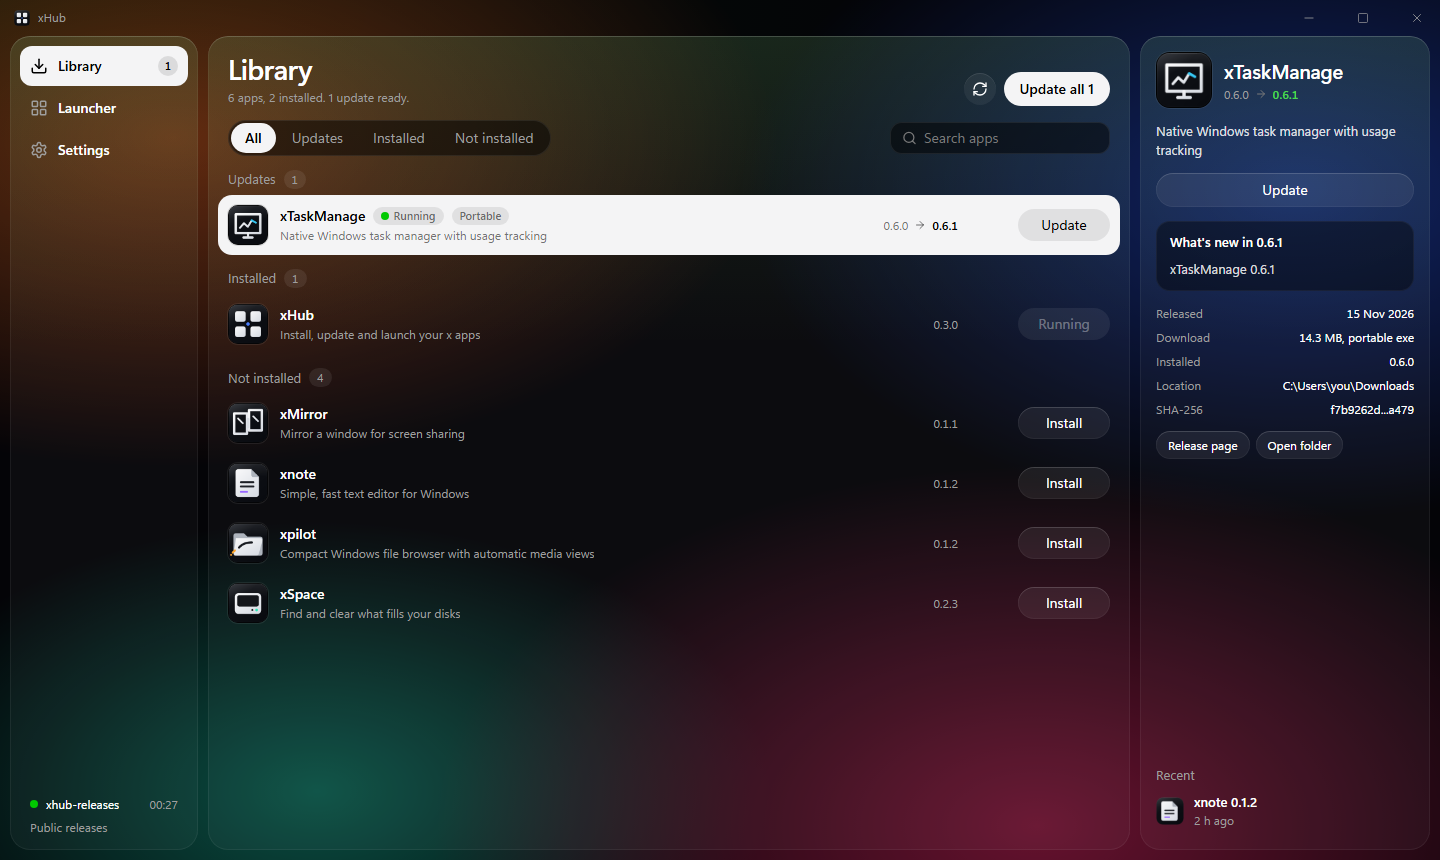 xHub
Library 1
Launcher
Settings
xhub-releases 00:27
Public releases
Library
6 apps, 2 installed. 1 update ready.
Update all 1
All Updates Installed Not installed
Search apps
Updates 1
xTaskManage Running Portable
Native Windows task manager with usage tracking
0.6.0 → 0.6.1
Update
Installed 1
xHub
Install, update and launch your x apps
0.3.0
Running
Not installed 4
xMirror
Mirror a window for screen sharing
0.1.1
Install
xnote
Simple, fast text editor for Windows
0.1.2
Install
xpilot
Compact Windows file browser with automatic media views
0.1.2
Install
xSpace
Find and clear what fills your disks
0.2.3
Install
xTaskManage
0.6.0 → 0.6.1
Native Windows task manager with usage
tracking
Update
What's new in 0.6.1
xTaskManage 0.6.1
Released 15 Nov 2026
Download 14.3 MB, portable exe
Installed 0.6.0
Location C:\Users\you\Downloads
SHA-256 f7b9262d...a479
Release page Open folder
Recent
xnote 0.1.2
2 h ago